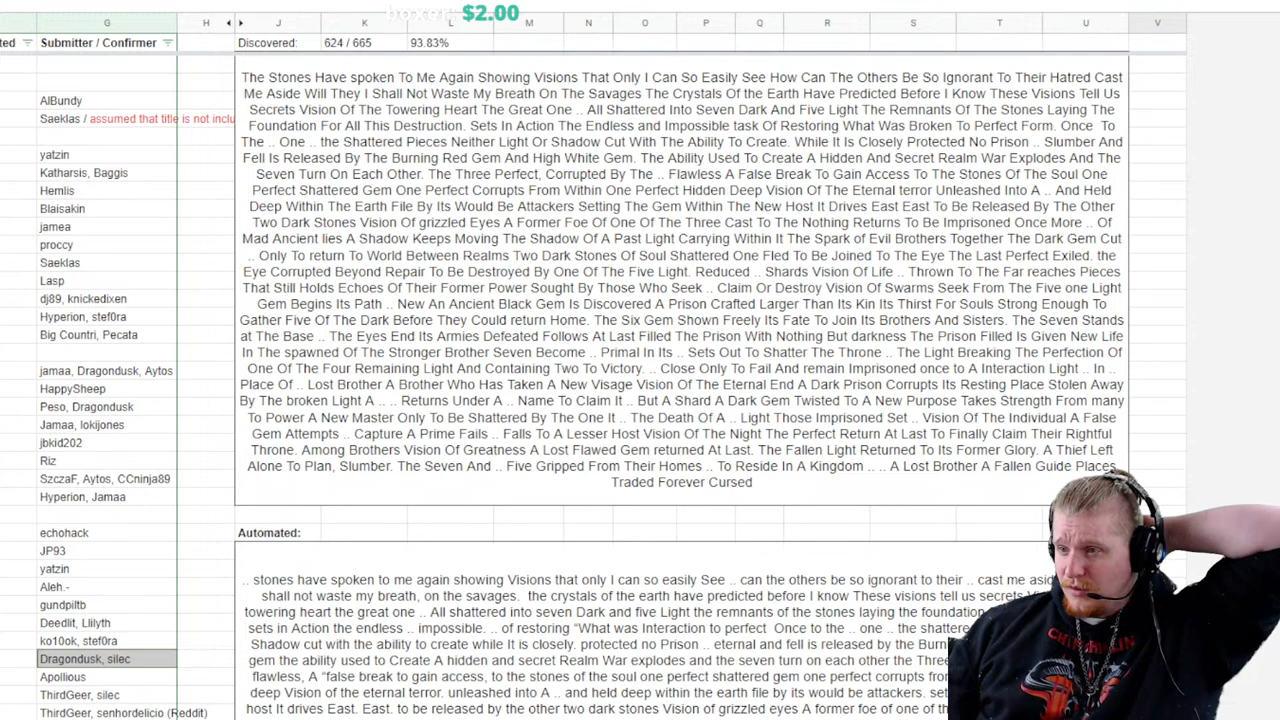 boxer: $2.00
G H J K L M N O P Q R S T U V
ted Submitter / Confirmer Discovered: 624 / 665 93.83%
AlBundy
Saeklas / assumed that title is not inclu
yatzin
Katharsis, Baggis
Hemlis
Blaisakin
jamea
proccy
Saeklas
Lasp
dj89, knickedixen
Hyperion, stef0ra
Big Countri, Pecata
jamaa, Dragondusk, Aytos
HappySheep
Peso, Dragondusk
Jamaa, lokijones
jbkid202
Riz
SzczaF, Aytos, CCninja89
Hyperion, Jamaa
echohack
JP93
yatzin
Aleh.-
gundpiltb
Deedlit, Llilyth
ko10ok, stef0ra
Dragondusk, silec
Apollious
ThirdGeer, silec
ThirdGeer, senhordelicio (Reddit)
The Stones Have spoken To Me Again Showing Visions That Only I Can So Easily See How Can The Others Be So Ignorant To Their Hatred Cast
Me Aside Will They I Shall Not Waste My Breath On The Savages The Crystals Of the Earth Have Predicted Before I Know These Visions Tell Us
Secrets Vision Of The Towering Heart The Great One .. All Shattered Into Seven Dark And Five Light The Remnants Of The Stones Laying The
Foundation For All This Destruction. Sets In Action The Endless and Impossible task Of Restoring What Was Broken To Perfect Form. Once To
The .. One .. the Shattered Pieces Neither Light Or Shadow Cut With The Ability To Create. While It Is Closely Protected No Prison .. Slumber And
Fell Is Released By The Burning Red Gem And High White Gem. The Ability Used To Create A Hidden And Secret Realm War Explodes And The
Seven Turn On Each Other. The Three Perfect, Corrupted By The .. Flawless A False Break To Gain Access To The Stones Of The Soul One
Perfect Shattered Gem One Perfect Corrupts From Within One Perfect Hidden Deep Vision Of The Eternal terror Unleashed Into A .. And Held
Deep Within The Earth File By Its Would Be Attackers Setting The Gem Within The New Host It Drives East East To Be Released By The Other
Two Dark Stones Vision Of grizzled Eyes A Former Foe Of One Of The Three Cast To The Nothing Returns To Be Imprisoned Once More .. Of
Mad Ancient lies A Shadow Keeps Moving The Shadow Of A Past Light Carrying Within It The Spark of Evil Brothers Together The Dark Gem Cut
.. Only To return To World Between Realms Two Dark Stones Of Soul Shattered One Fled To Be Joined To The Eye The Last Perfect Exiled. the
Eye Corrupted Beyond Repair To Be Destroyed By One Of The Five Light. Reduced .. Shards Vision Of Life .. Thrown To The Far reaches Pieces
That Still Holds Echoes Of Their Former Power Sought By Those Who Seek .. Claim Or Destroy Vision Of Swarms Seek From The Five one Light
Gem Begins Its Path .. New An Ancient Black Gem Is Discovered A Prison Crafted Larger Than Its Kin Its Thirst For Souls Strong Enough To
Gather Five Of The Dark Before They Could return Home. The Six Gem Shown Freely Its Fate To Join Its Brothers And Sisters. The Seven Stands
at The Base .. The Eyes End Its Armies Defeated Follows At Last Filled The Prison With Nothing But darkness The Prison Filled Is Given New Life
In The spawned Of The Stronger Brother Seven Become .. Primal In Its .. Sets Out To Shatter The Throne .. The Light Breaking The Perfection Of
One Of The Four Remaining Light And Containing Two To Victory. .. Close Only To Fail and Remain Imprisoned once to A Interaction Light .. In ..
Place Of .. Lost Brother A Brother Who Has Taken A New Visage Vision Of The Eternal End A Dark Prison Corrupts Its Resting Place Stolen Away
By The broken Light A .. .. Returns Under A .. Name To Claim It .. But A Shard A Dark Gem Twisted To A New Purpose Takes Strength From many
To Power A New Master Only To Be Shattered By The One It .. The Death Of A .. Light Those Imprisoned Set .. Vision Of The Individual A False
Gem Attempts .. Capture A Prime Fails .. Falls To A Lesser Host Vision Of The Night The Perfect Return At Last To Finally Claim Their Rightful
Throne. Among Brothers Vision Of Greatness A Lost Flawed Gem returned At Last. The Fallen Light Returned To Its Former Glory. A Thief Left
Alone To Plan, Slumber. The Seven And .. Five Gripped From Their Homes .. To Reside In A Kingdom .. .. A Lost Brother A Fallen Guide Places
Traded Forever Cursed
Automated:
.. stones have spoken to me again showing Visions that only I can so easily See .. can the others be so ignorant to their .. cast me asid
shall not waste my breath, on the savages. the crystals of the earth have predicted before I know These visions tell us secrets V
towering heart the great one .. All shattered into seven Dark and five Light the remnants of the stones laying the foundation
sets in Action the endless .. impossible. .. of restoring "What was Interaction to perfect Once to the .. one .. the shatter
Shadow cut with the ability to create while it is closely. protected no Prison .. eternal and fell is released by the Burni
gem the ability used to Create A hidden and secret Realm War explodes and the seven turn on each other the Three
flawless, A "false break to gain access, to the stones of the soul one perfect shattered gem one perfect corrupts from
deep Vision of the eternal terror. unleashed into A .. and held deep within the earth file by its would be attackers. set
host It drives East. East. to be released by the other two dark stones Vision of grizzled eyes A former foe of one of th